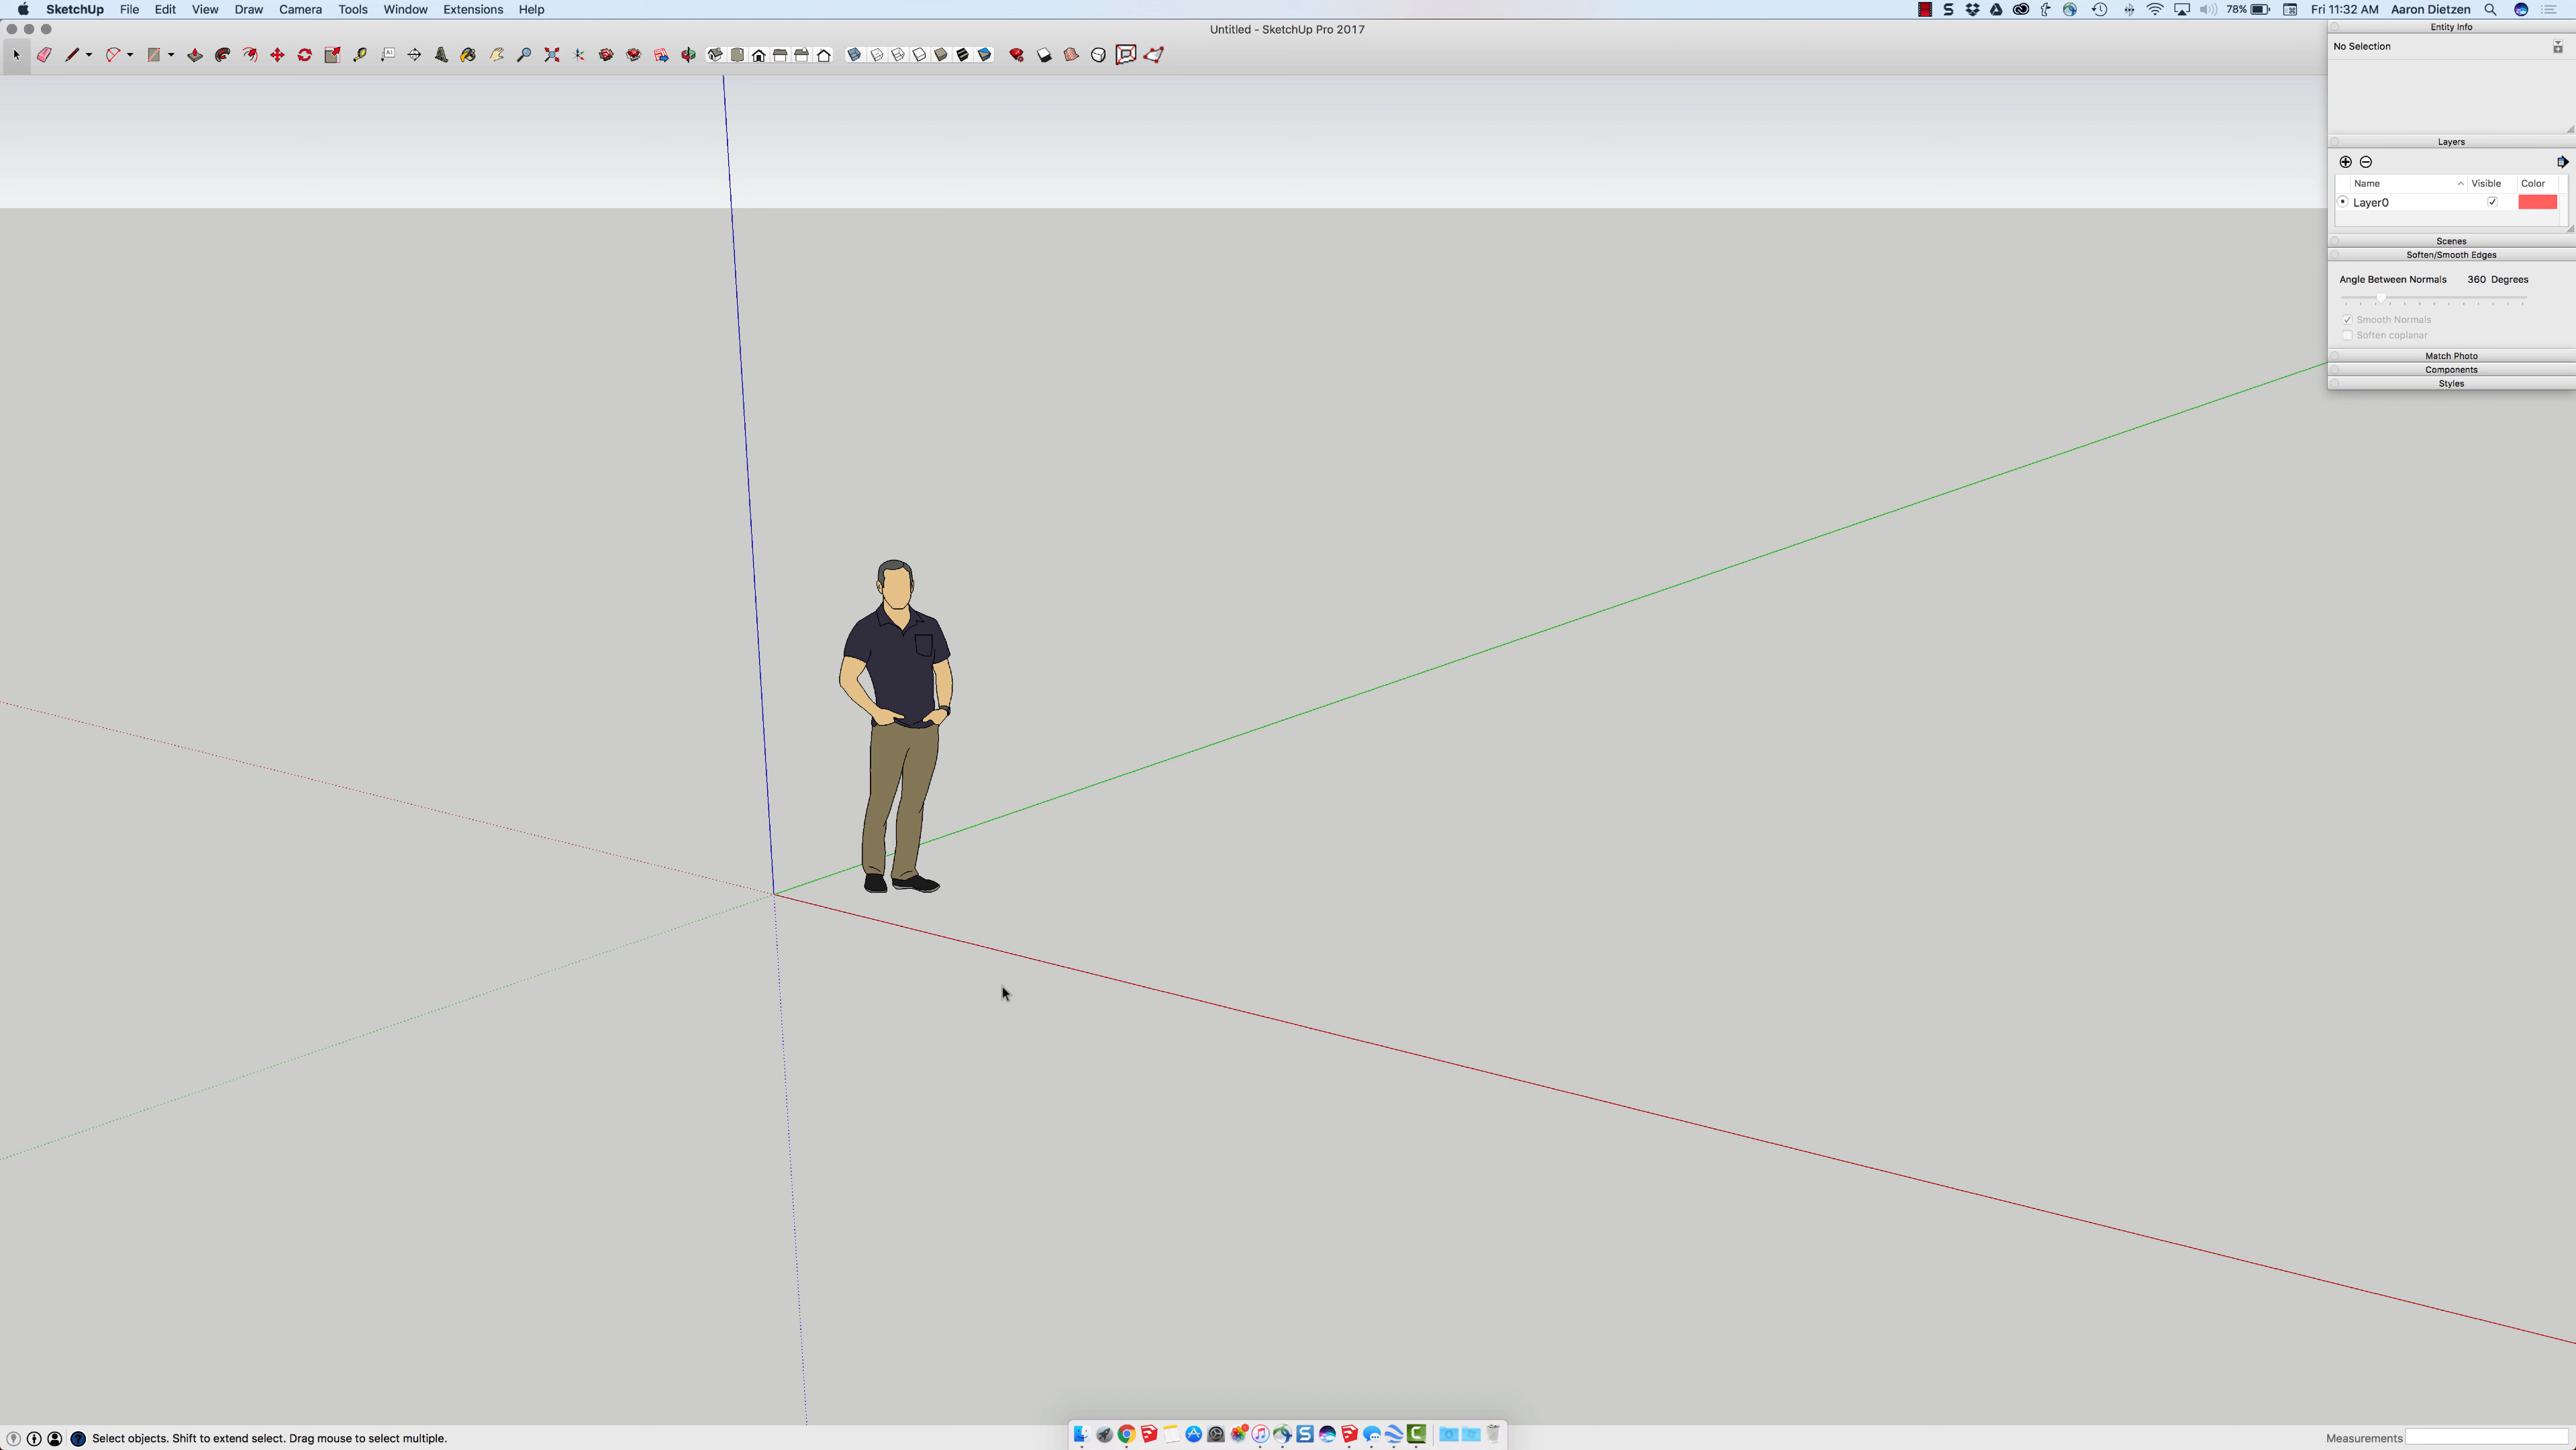 SketchUp File Edit View Draw Camera Tools Window Extensions Help 78% Fri 11:32 AM Aaron Dietzen
Untitled - SketchUp Pro 2017
Entity Info
No Selection
Layers
Name Visible Color
Layer0
Scenes
Soften/Smooth Edges
Angle Between Normals 360 Degrees
Smooth Normals
Soften coplanar
Match Photo
Components
Styles
Select objects. Shift to extend select. Drag mouse to select multiple.
Measurements